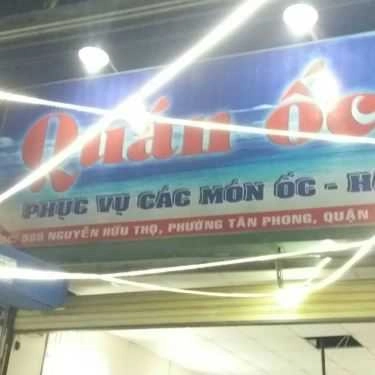 Quán ốc
PHỤC VỤ CÁC MÓN ỐC -
NGUYỄN HỮU THỌ, PHƯỜNG TÂN PHONG, QUẬN